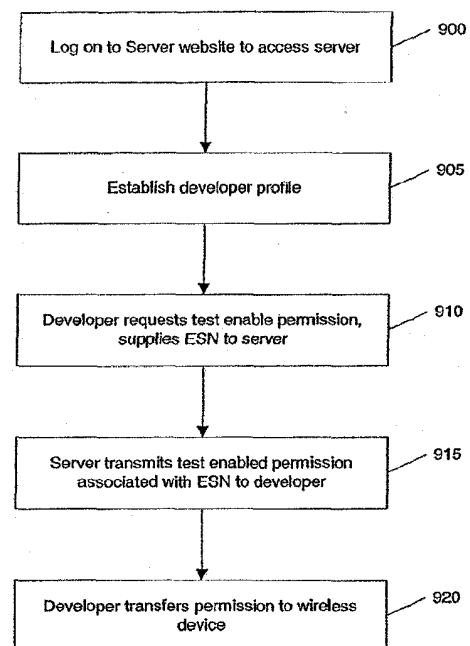 Log on to Server website to access server
900
Establish developer profile
905
Developer requests test enable permission,
supplies ESN to server
910
Server transmits test enabled permission
associated with ESN to developer
915
Developer transfers permission to wireless
device
920